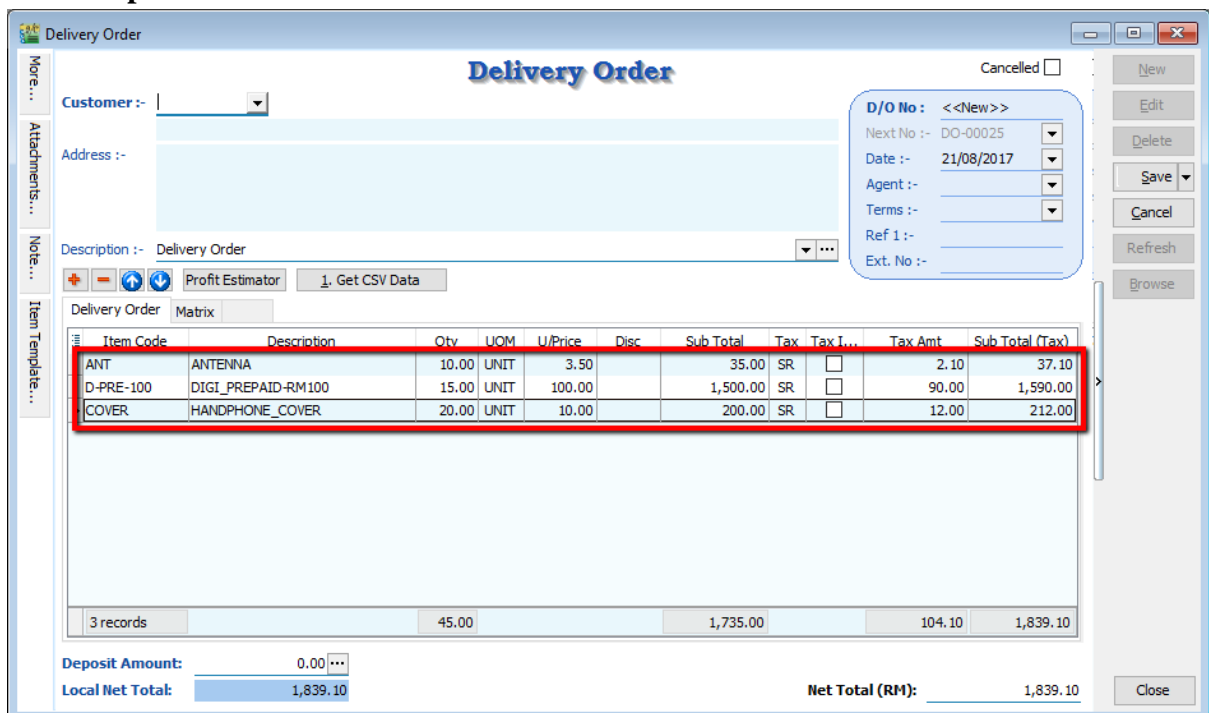 Delivery Order
More...
Attachments...
Note...
Item Template...
Delivery Order
Cancelled
Customer :-
Address :-
D/O No : <<New>>
Next No :- DO-00025
Date :- 21/08/2017
Agent :-
Terms :-
Ref 1 :-
Ext. No :-
Description :- Delivery Order
Profit Estimator 1. Get CSV Data
Delivery Order Matrix
Item Code Description Qty UOM U/Price Disc Sub Total Tax Tax I... Tax Amt Sub Total (Tax)
ANT ANTENNA 10.00 UNIT 3.50 35.00 SR 2.10 37.10
D-PRE-100 DIGI_PREPAID-RM100 15.00 UNIT 100.00 1,500.00 SR 90.00 1,590.00
COVER HANDPHONE_COVER 20.00 UNIT 10.00 200.00 SR 12.00 212.00
3 records 45.00 1,735.00 104.10 1,839.10
Deposit Amount: 0.00
Local Net Total: 1,839.10 Net Total (RM): 1,839.10
New
Edit
Delete
Save
Cancel
Refresh
Browse
Close